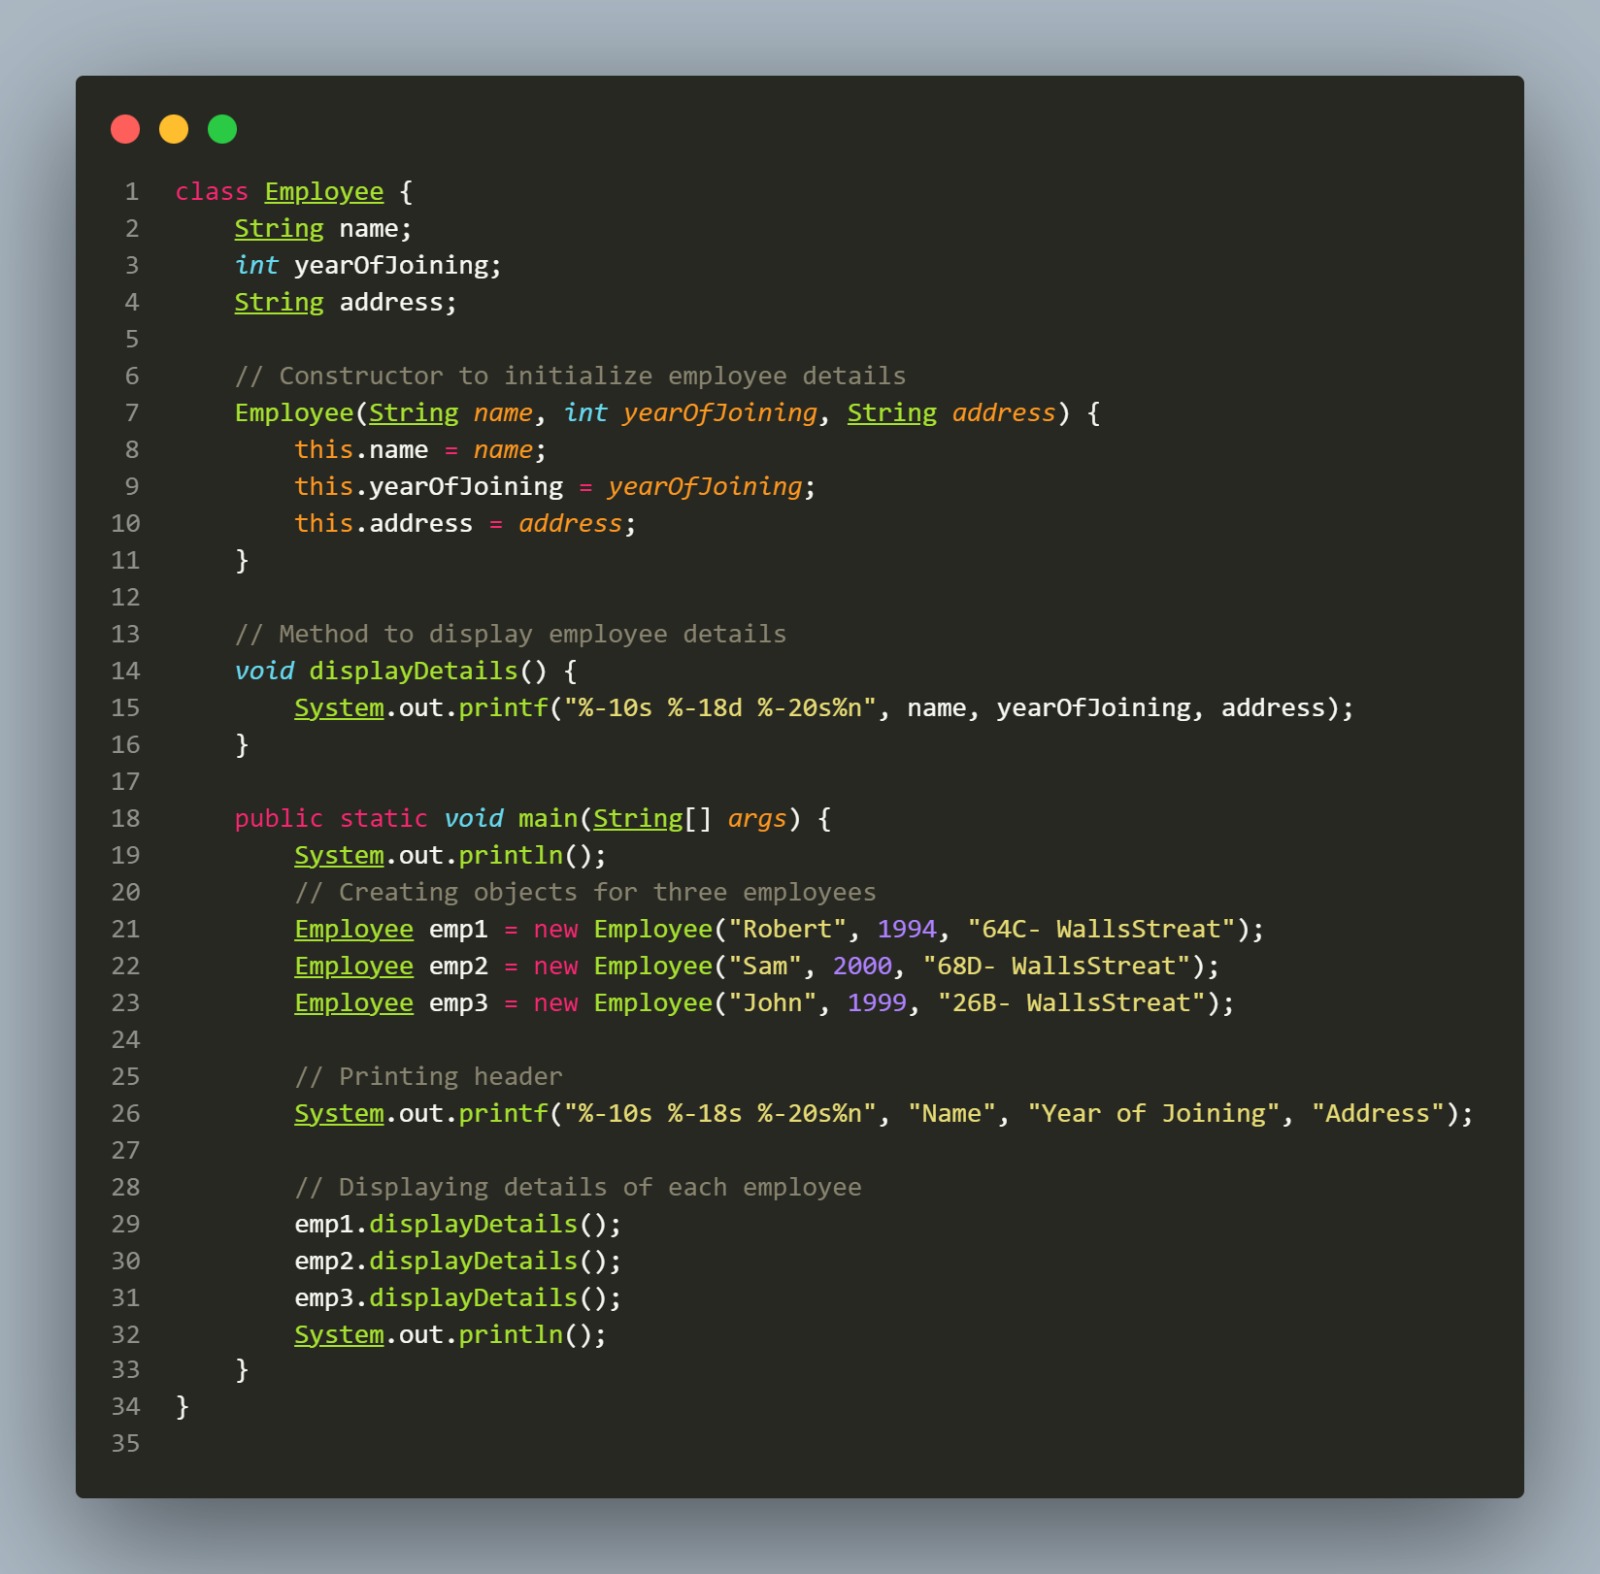 1 class Employee {
2     String name;
3     int yearOfJoining;
4     String address;
5
6     // Constructor to initialize employee details
7     Employee(String name, int yearOfJoining, String address) {
8         this.name = name;
9         this.yearOfJoining = yearOfJoining;
10         this.address = address;
11     }
12
13     // Method to display employee details
14     void displayDetails() {
15         System.out.printf("%-10s %-18d %-20s%n", name, yearOfJoining, address);
16     }
17
18     public static void main(String[] args) {
19         System.out.println();
20         // Creating objects for three employees
21         Employee emp1 = new Employee("Robert", 1994, "64C- WallsStreat");
22         Employee emp2 = new Employee("Sam", 2000, "68D- WallsStreat");
23         Employee emp3 = new Employee("John", 1999, "26B- WallsStreat");
24
25         // Printing header
26         System.out.printf("%-10s %-18s %-20s%n", "Name", "Year of Joining", "Address");
27
28         // Displaying details of each employee
29         emp1.displayDetails();
30         emp2.displayDetails();
31         emp3.displayDetails();
32         System.out.println();
33     }
34 }
35